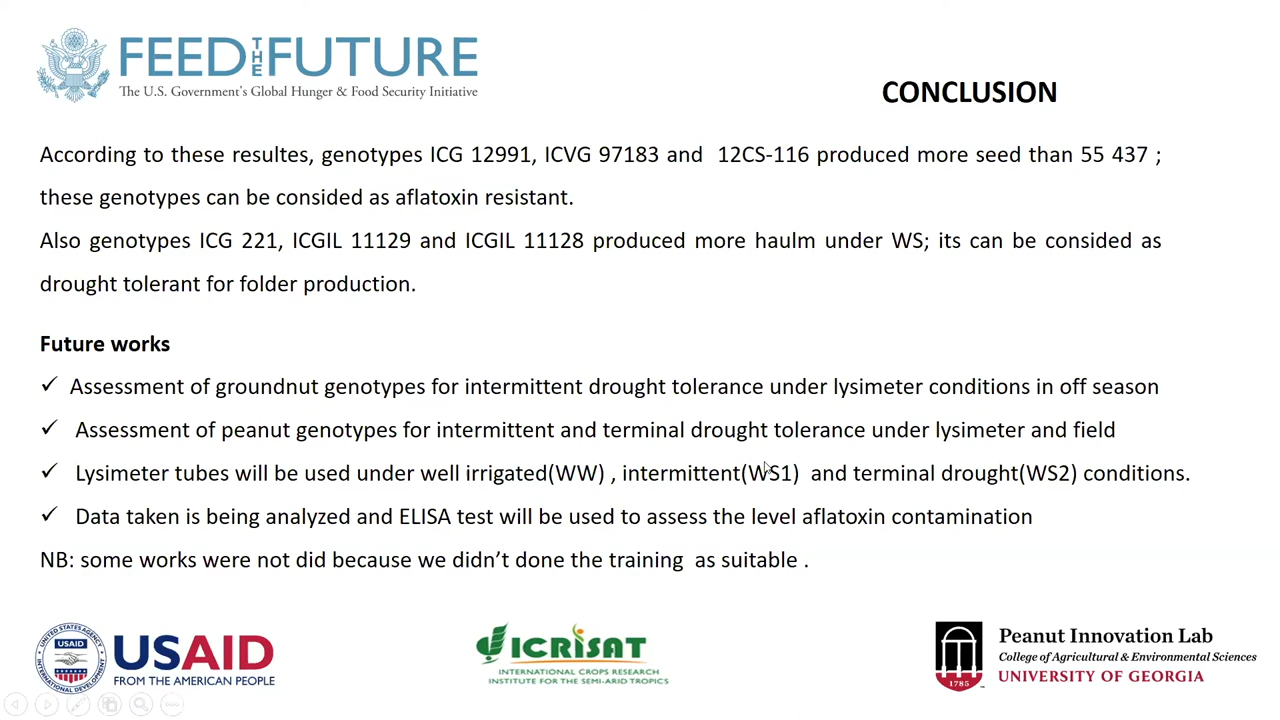 FEED THE FUTURE
The U.S. Government's Global Hunger & Food Security Initiative
CONCLUSION
According to these resultes, genotypes ICG 12991, ICVG 97183 and 12CS-116 produced more seed than 55 437 ;
these genotypes can be consided as aflatoxin resistant.
Also genotypes ICG 221, ICGIL 11129 and ICGIL 11128 produced more haulm under WS; its can be consided as
drought tolerant for folder production.
Future works
✓ Assessment of groundnut genotypes for intermittent drought tolerance under lysimeter conditions in off season
✓ Assessment of peanut genotypes for intermittent and terminal drought tolerance under lysimeter and field
✓ Lysimeter tubes will be used under well irrigated(WW) , intermittent(WS1) and terminal drought(WS2) conditions.
✓ Data taken is being analyzed and ELISA test will be used to assess the level aflatoxin contamination
NB: some works were not did because we didn't done the training as suitable .
UNITED STATES AGENCY
USAID
INTERNATIONAL DEVELOPMENT
USAID
FROM THE AMERICAN PEOPLE
ICRISAT
INTERNATIONAL CROPS RESEARCH
INSTITUTE FOR THE SEMI-ARID TROPICS
1785
Peanut Innovation Lab
College of Agricultural & Environmental Sciences
UNIVERSITY OF GEORGIA